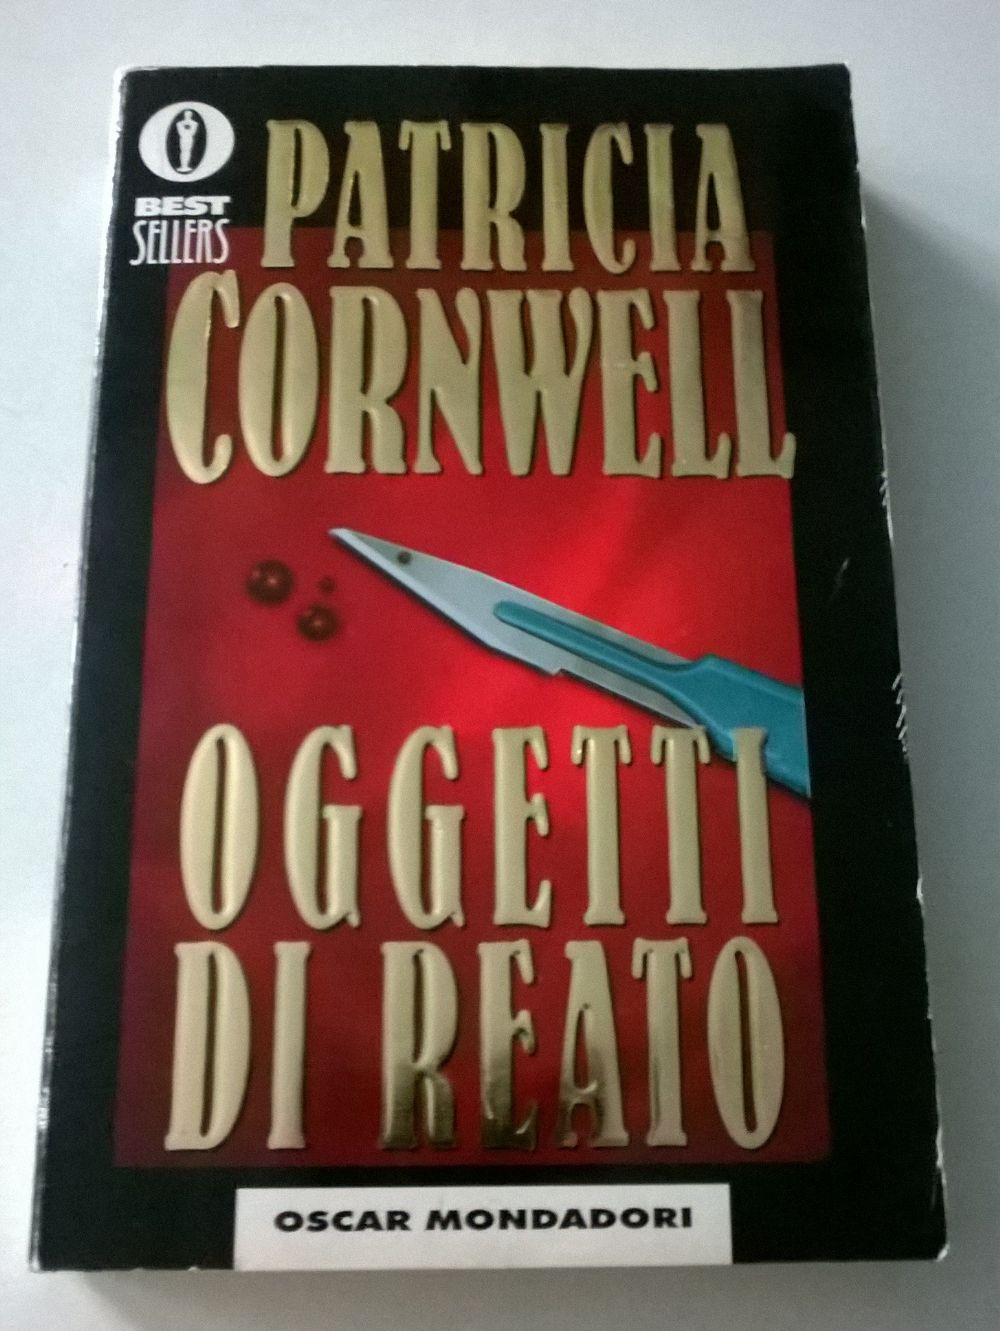 BEST
SELLERS
PATRICIA
CORNWELL
OGGETTI
DI REATO
OSCAR MONDADORI